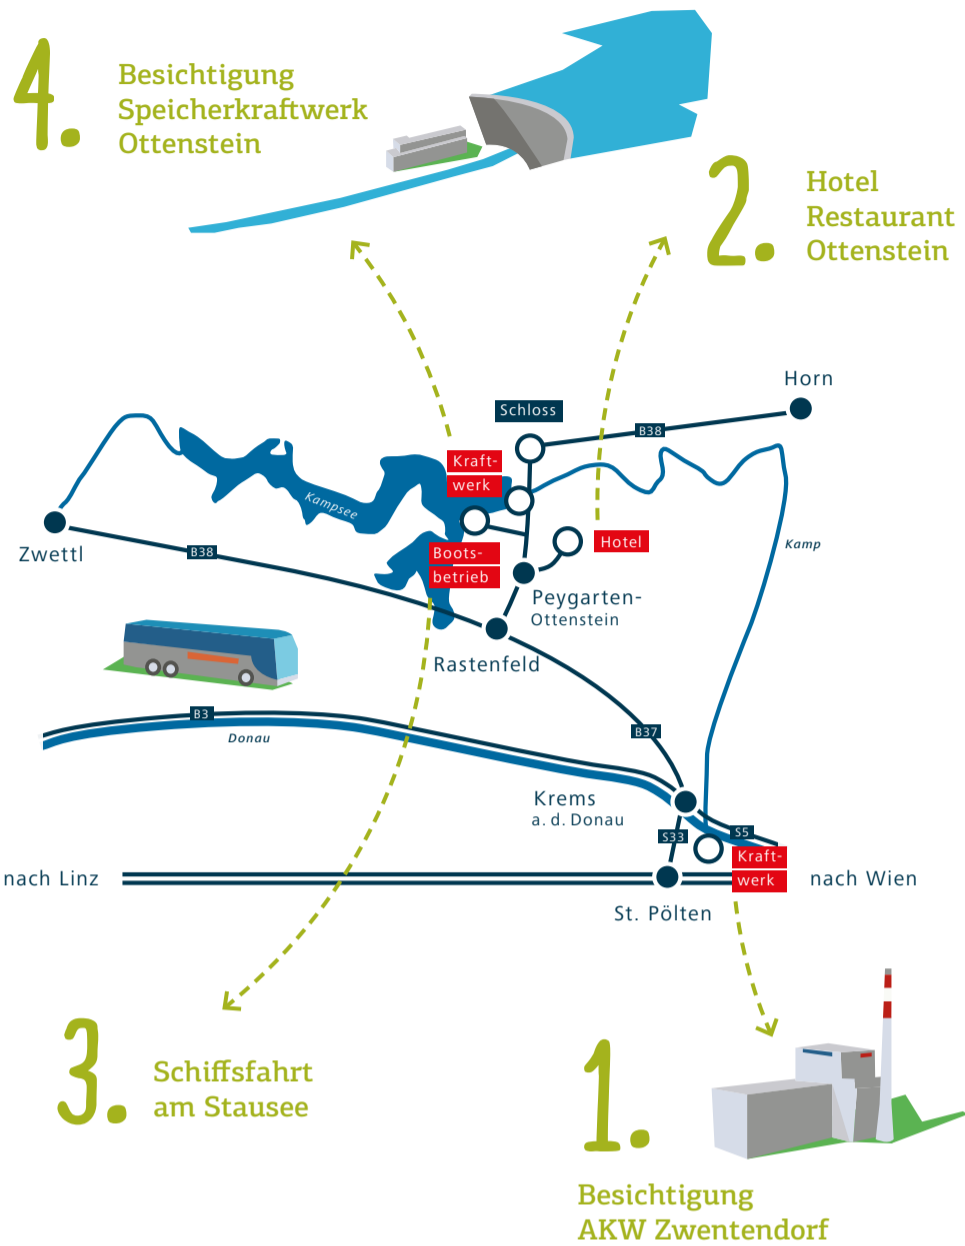 4.
Besichtigung
Speicherkraftwerk
Ottenstein
2.
Hotel
Restaurant
Ottenstein
Horn
Schloss
B38
Kraft-
werk
Kampsee
Zwettl
B38
Boots-
betrieb
Hotel
Kamp
Peygarten-
Ottenstein
Rastenfeld
B3
Donau
B37
Krems
a. d. Donau
S33
S5
Kraft-
werk
nach Linz
nach Wien
St. Pölten
3.
Schiffsfahrt
am Stausee
1.
Besichtigung
AKW Zwentendorf